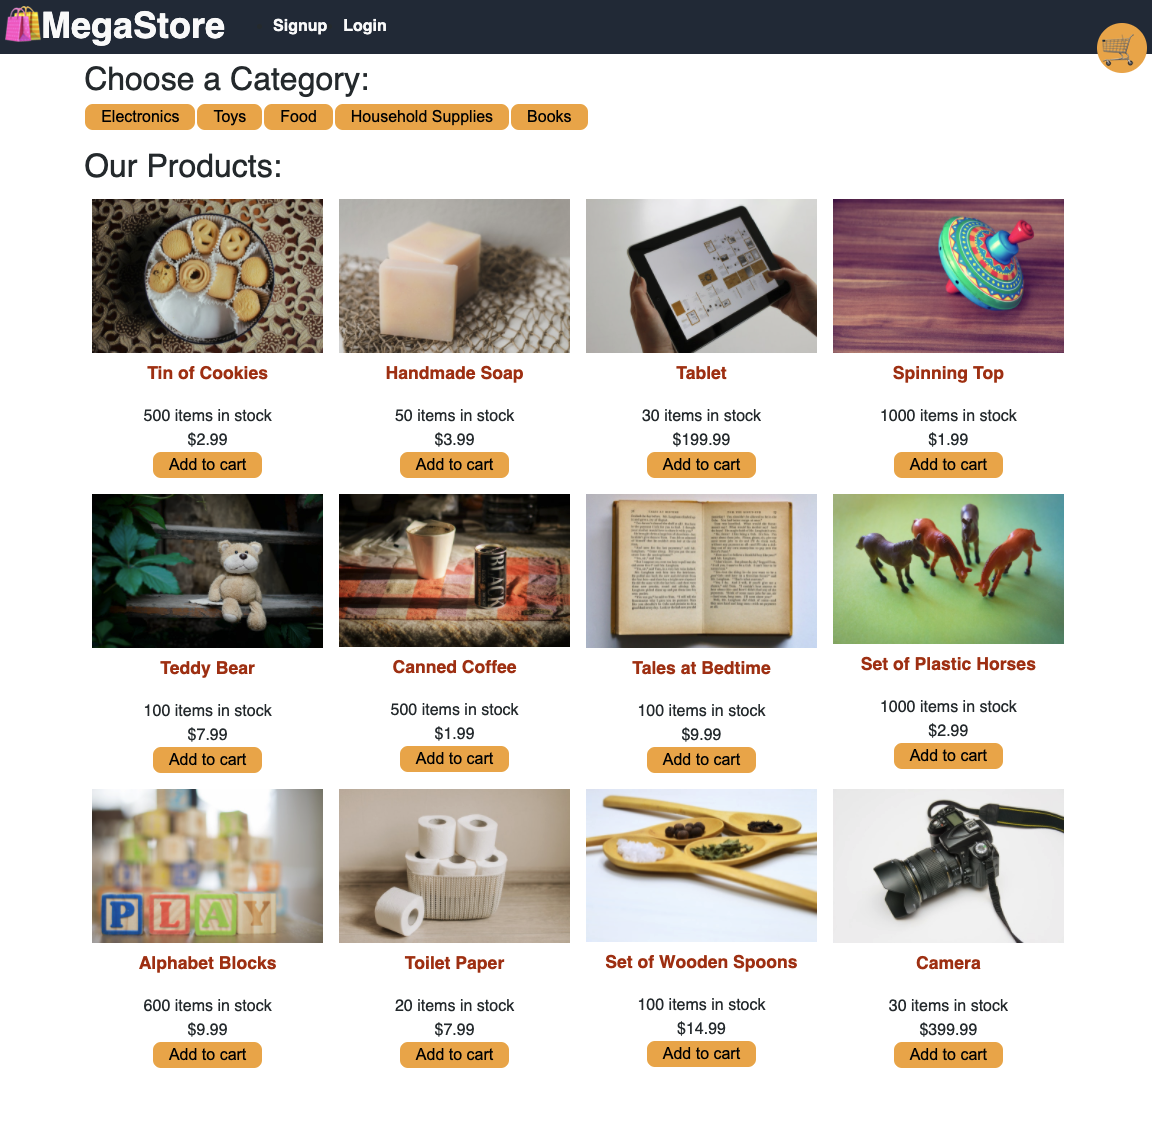 MegaStore
Signup Login
Choose a Category:
Electronics Toys Food Household Supplies Books
Our Products:
Tin of Cookies Handmade Soap Tablet Spinning Top
500 items in stock 50 items in stock 30 items in stock 1000 items in stock
$2.99 $3.99 $199.99 $1.99
Add to cart Add to cart Add to cart Add to cart
BLACK
Teddy Bear Canned Coffee Tales at Bedtime Set of Plastic Horses
100 items in stock 500 items in stock 100 items in stock 1000 items in stock
$7.99 $1.99 $9.99 $2.99
Add to cart Add to cart Add to cart Add to cart
PLAY
Alphabet Blocks Toilet Paper Set of Wooden Spoons Camera
600 items in stock 20 items in stock 100 items in stock 30 items in stock
$9.99 $7.99 $14.99 $399.99
Add to cart Add to cart Add to cart Add to cart